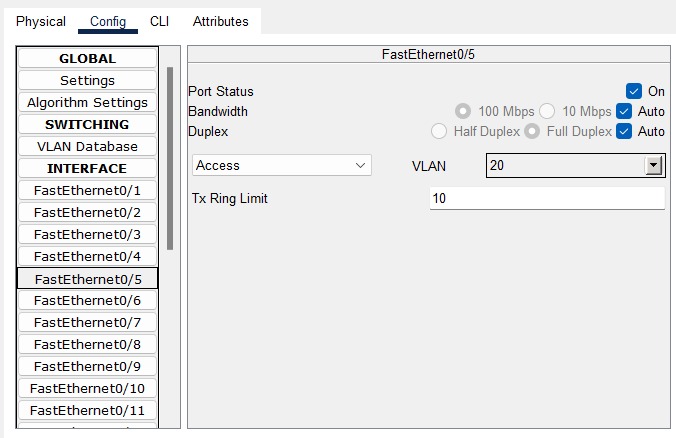 Physical Config CLI Attributes
GLOBAL
Settings
Algorithm Settings
SWITCHING
VLAN Database
INTERFACE
FastEthernet0/1
FastEthernet0/2
FastEthernet0/3
FastEthernet0/4
FastEthernet0/5
FastEthernet0/6
FastEthernet0/7
FastEthernet0/8
FastEthernet0/9
FastEthernet0/10
FastEthernet0/11
FastEthernet0/5
Port Status On
Bandwidth 100 Mbps 10 Mbps Auto
Duplex Half Duplex Full Duplex Auto
Access VLAN 20
Tx Ring Limit 10